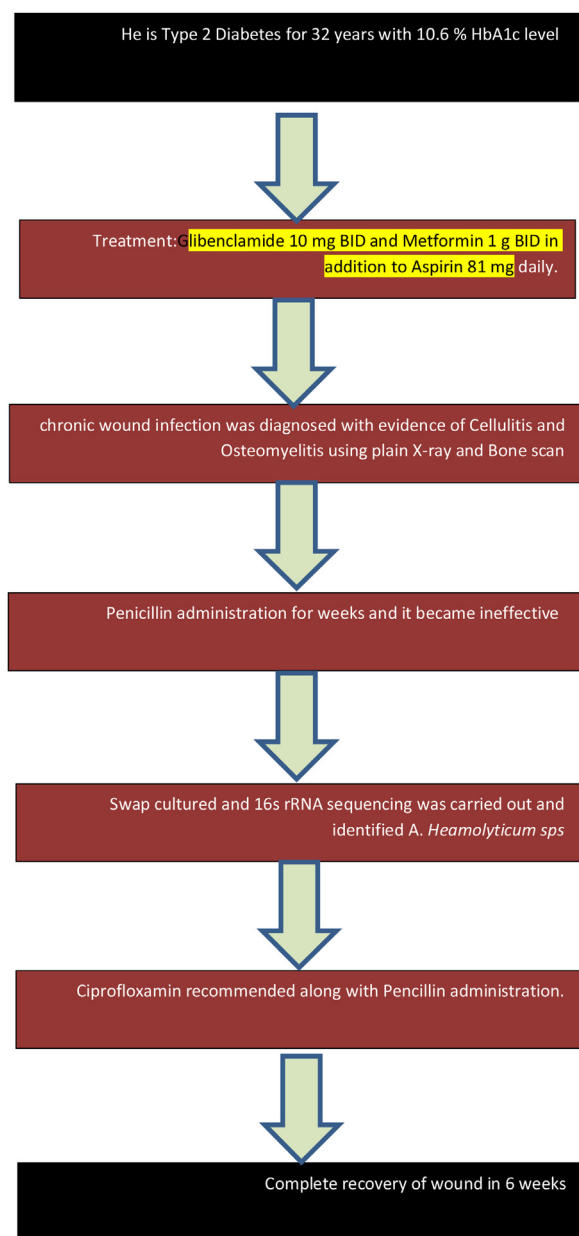 He is Type 2 Diabetes for 32 years with 10.6 % HbA1c level
Treatment:Glibenclamide 10 mg BID and Metformin 1 g BID in
addition to Aspirin 81 mg daily.
chronic wound infection was diagnosed with evidence of Cellulitis and
Osteomyelitis using plain X-ray and Bone scan
Penicillin administration for weeks and it became ineffective
Swap cultured and 16s rRNA sequencing was carried out and
identified A. Heamolyticum sps
Ciprofloxamin recommended along with Pencillin administration.
Complete recovery of wound in 6 weeks